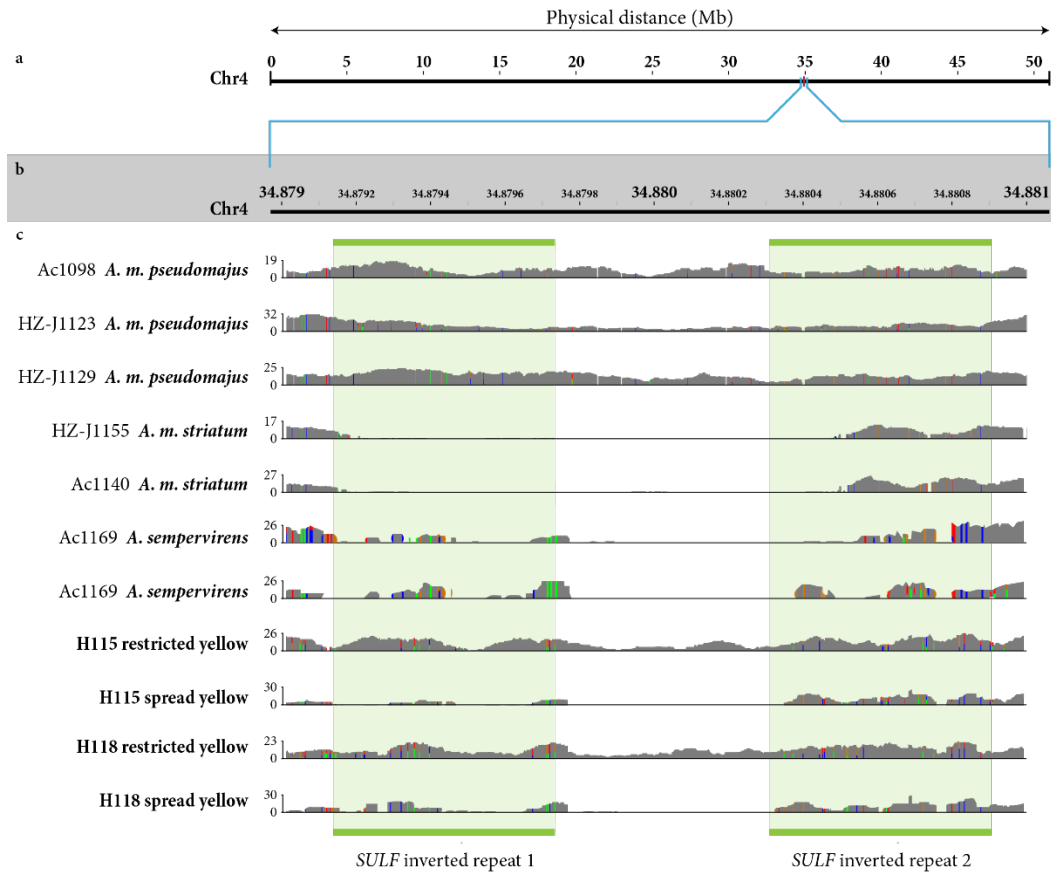 Physical distance (Mb)
a
0 5 10 15 20 25 30 35 40 45 50
Chr4
b
34.879 34.8792 34.8794 34.8796 34.8798 34.880 34.8802 34.8804 34.8806 34.8808 34.881
Chr4
c
Ac1098 A. m. pseudomajus 19 0
HZ-J1123 A. m. pseudomajus 32 0
HZ-J1129 A. m. pseudomajus 25 0
HZ-J1155 A. m. striatum 17 0
Ac1140 A. m. striatum 27 0
Ac1169 A. sempervirens 26 0
Ac1169 A. sempervirens 26 0
H115 restricted yellow 26 0
H115 spread yellow 30 0
H118 restricted yellow 23 0
H118 spread yellow 30 0
SULF inverted repeat 1 SULF inverted repeat 2